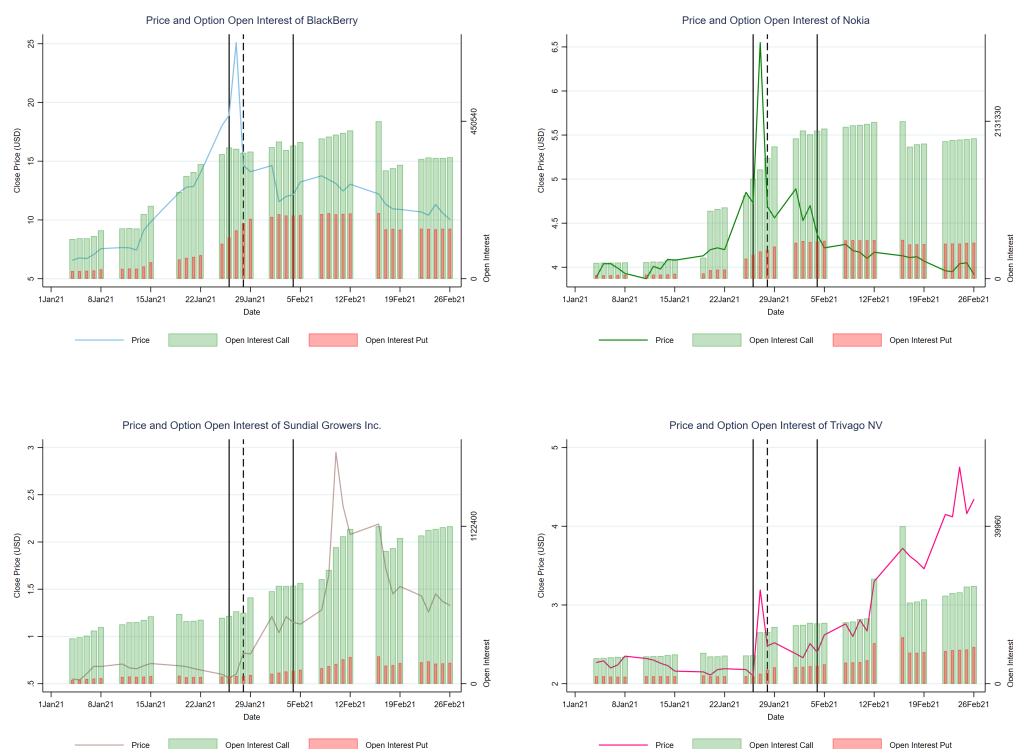 Price and Option Open Interest of BlackBerry
25
20
15
10
5
Close Price (USD)
450540
0
Open Interest
1Jan21 8Jan21 15Jan21 22Jan21 29Jan21 5Feb21 12Feb21 19Feb21 26Feb21
Date
Price Open Interest Call Open Interest Put
Price and Option Open Interest of Nokia
6.5
6
5.5
5
4.5
4
Close Price (USD)
2131330
0
Open Interest
1Jan21 8Jan21 15Jan21 22Jan21 29Jan21 5Feb21 12Feb21 19Feb21 26Feb21
Date
Price Open Interest Call Open Interest Put
Price and Option Open Interest of Sundial Growers Inc.
3
2.5
2
1.5
1
.5
Close Price (USD)
1122400
0
Open Interest
1Jan21 8Jan21 15Jan21 22Jan21 29Jan21 5Feb21 12Feb21 19Feb21 26Feb21
Date
Price Open Interest Call Open Interest Put
Price and Option Open Interest of Trivago NV
5
4
3
2
Close Price (USD)
39960
0
Open Interest
1Jan21 8Jan21 15Jan21 22Jan21 29Jan21 5Feb21 12Feb21 19Feb21 26Feb21
Date
Price Open Interest Call Open Interest Put